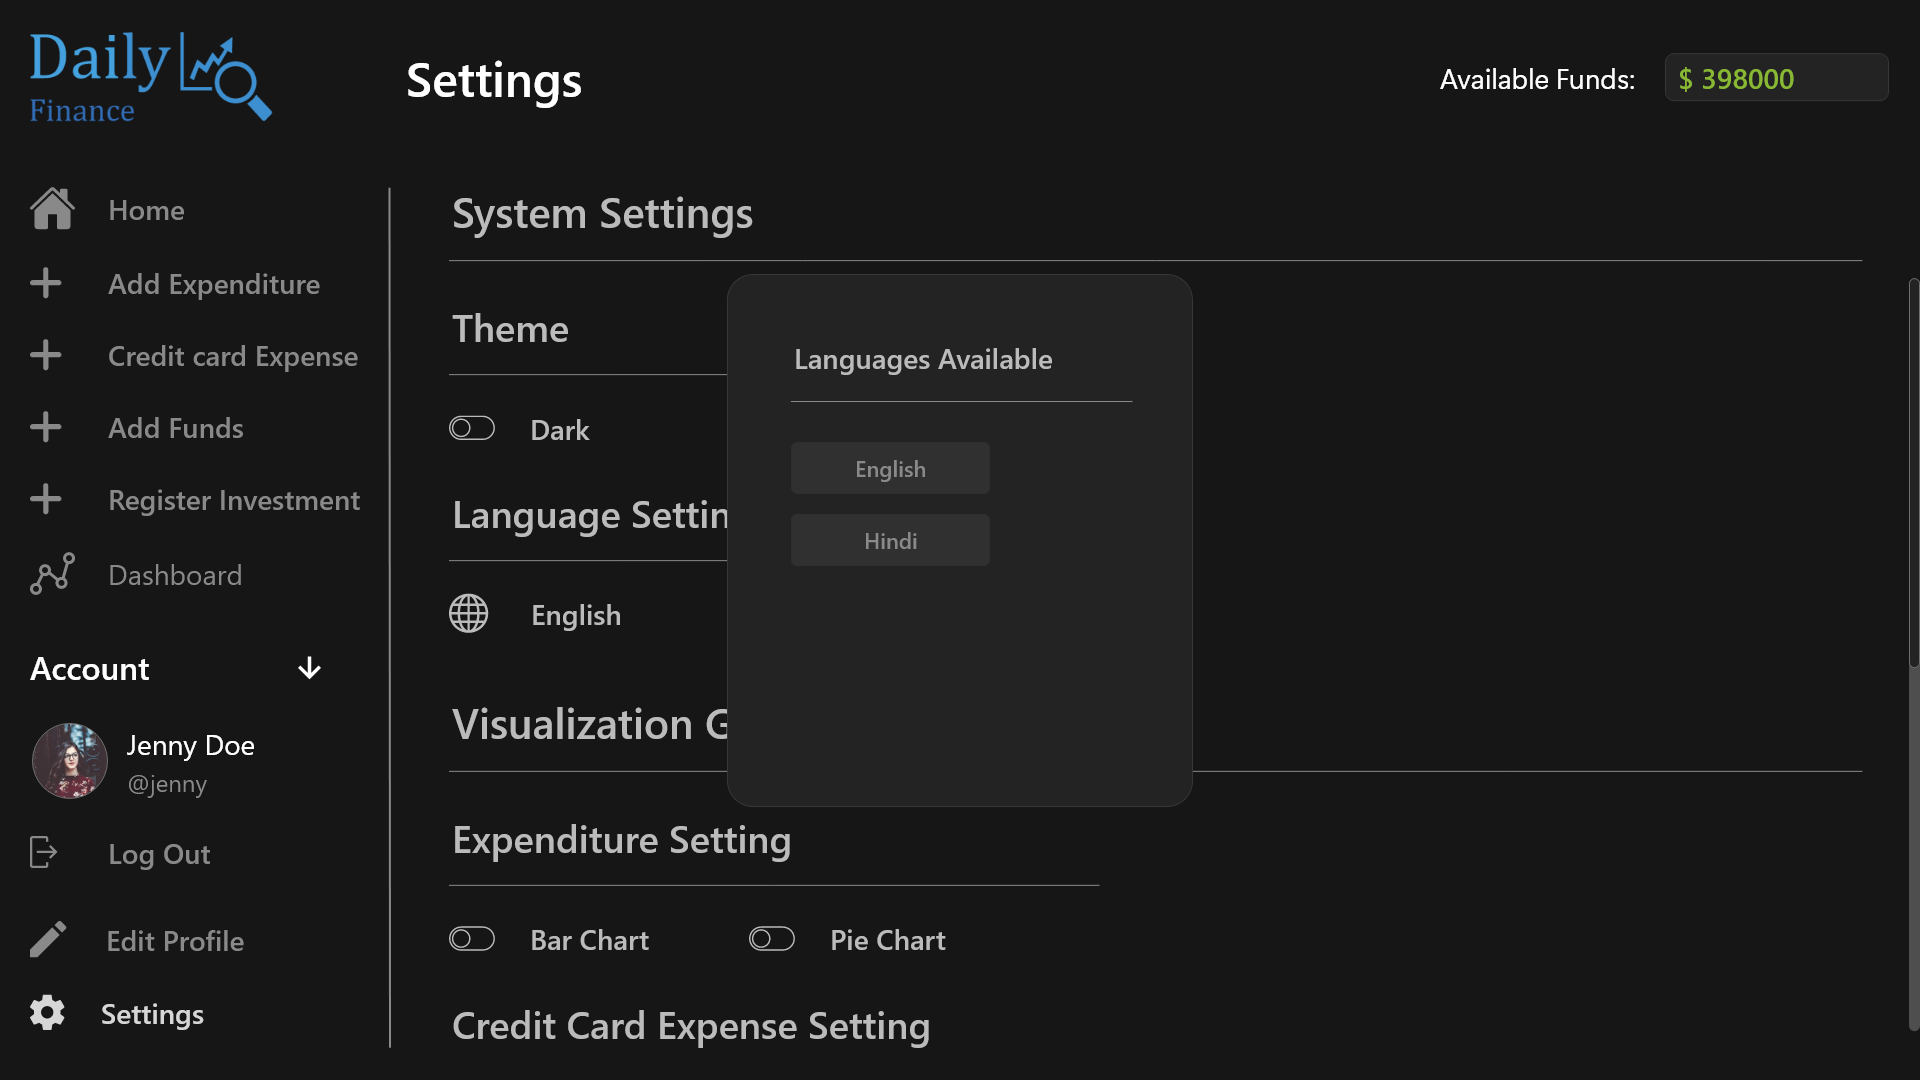 Daily
Finance
Settings
Available Funds:
$ 398000
Home
Add Expenditure
Credit card Expense
Add Funds
Register Investment
Dashboard
Account
Jenny Doe
@jenny
Log Out
Edit Profile
Settings
System Settings
Theme
Dark
Language Settin
English
Visualization G
Languages Available
English
Hindi
Expenditure Setting
Bar Chart
Pie Chart
Credit Card Expense Setting